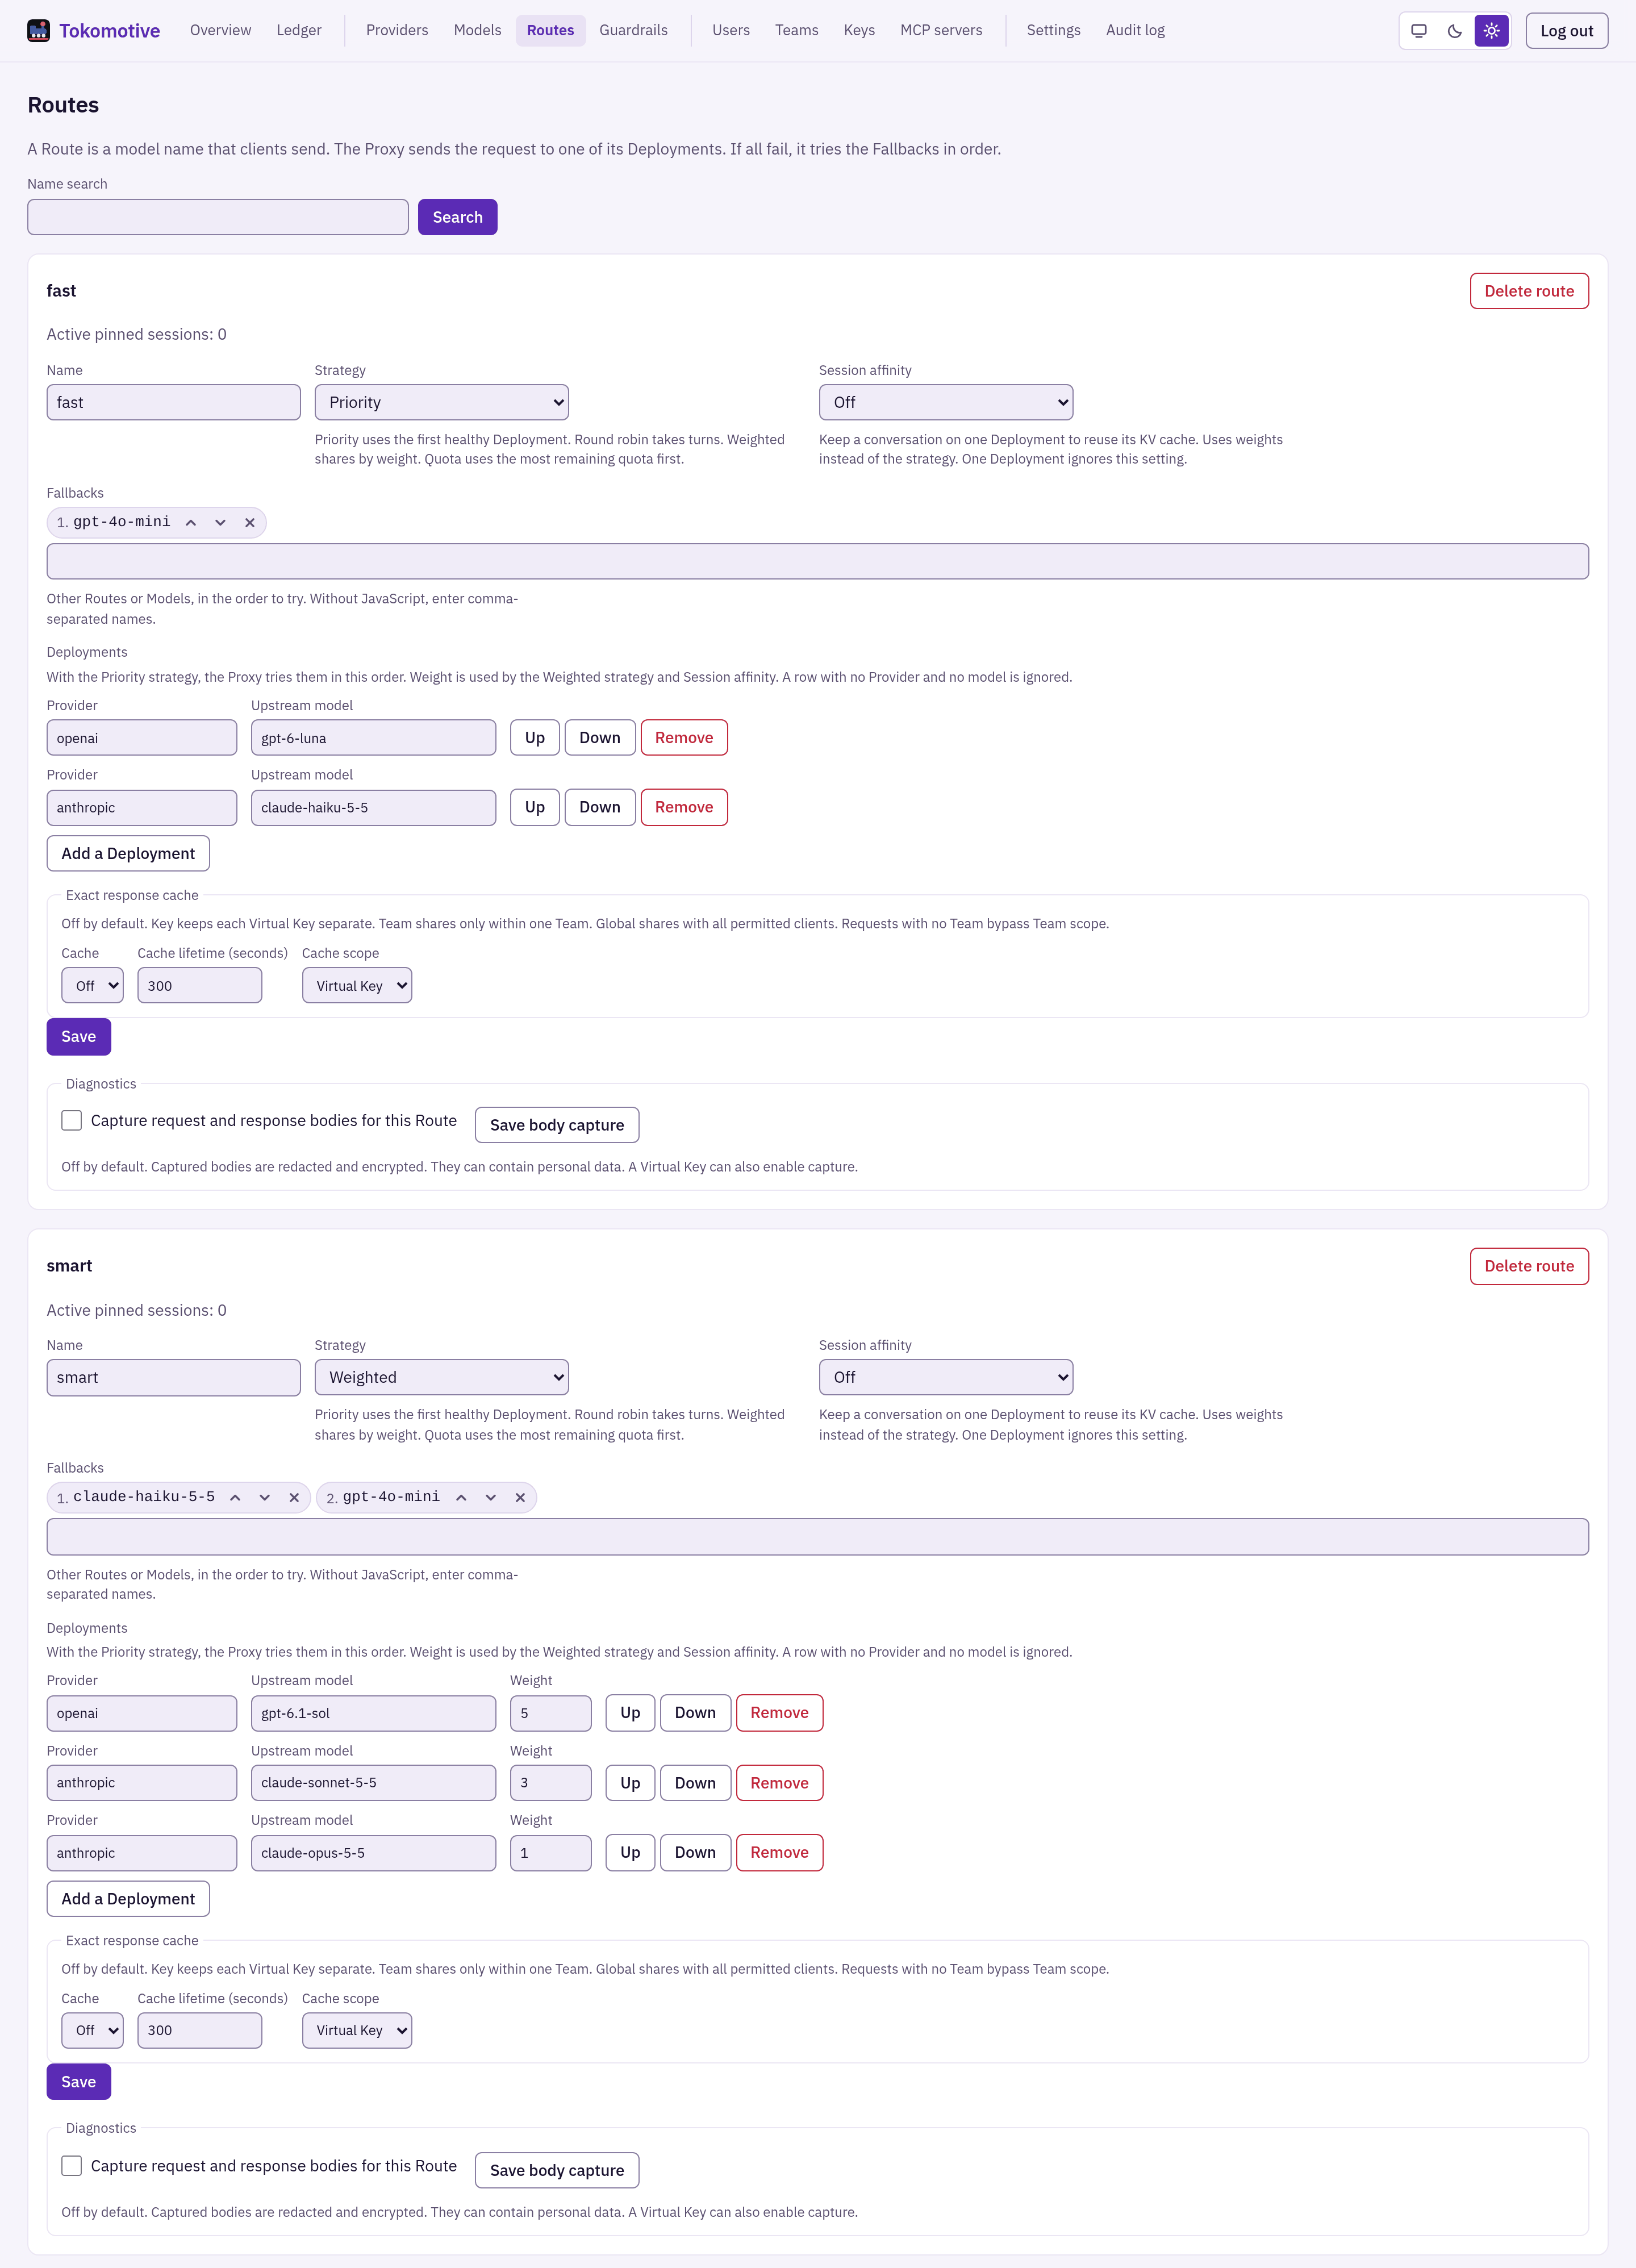 Tokomotive Overview Ledger Providers Models Routes Guardrails Users Teams Keys MCP servers Settings Audit log Log out
Routes
A Route is a model name that clients send. The Proxy sends the request to one of its Deployments. If all fail, it tries the Fallbacks in order.
Name search
Search
fast Delete route
Active pinned sessions: 0
Name Strategy Session affinity
fast Priority Off
Priority uses the first healthy Deployment. Round robin takes turns. Weighted Keep a conversation on one Deployment to reuse its KV cache. Uses weights
shares by weight. Quota uses the most remaining quota first. instead of the strategy. One Deployment ignores this setting.
Fallbacks
1. gpt-4o-mini
Other Routes or Models, in the order to try. Without JavaScript, enter comma-
separated names.
Deployments
With the Priority strategy, the Proxy tries them in this order. Weight is used by the Weighted strategy and Session affinity. A row with no Provider and no model is ignored.
Provider Upstream model
openai gpt-6-luna Up Down Remove
Provider Upstream model
anthropic claude-haiku-5-5 Up Down Remove
Add a Deployment
Exact response cache
Off by default. Key keeps each Virtual Key separate. Team shares only within one Team. Global shares with all permitted clients. Requests with no Team bypass Team scope.
Cache Cache lifetime (seconds) Cache scope
Off 300 Virtual Key
Save
Diagnostics
Capture request and response bodies for this Route Save body capture
Off by default. Captured bodies are redacted and encrypted. They can contain personal data. A Virtual Key can also enable capture.
smart Delete route
Active pinned sessions: 0
Name Strategy Session affinity
smart Weighted Off
Priority uses the first healthy Deployment. Round robin takes turns. Weighted Keep a conversation on one Deployment to reuse its KV cache. Uses weights
shares by weight. Quota uses the most remaining quota first. instead of the strategy. One Deployment ignores this setting.
Fallbacks
1. claude-haiku-5-5 2. gpt-4o-mini
Other Routes or Models, in the order to try. Without JavaScript, enter comma-
separated names.
Deployments
With the Priority strategy, the Proxy tries them in this order. Weight is used by the Weighted strategy and Session affinity. A row with no Provider and no model is ignored.
Provider Upstream model Weight
openai gpt-6.1-sol 5 Up Down Remove
Provider Upstream model Weight
anthropic claude-sonnet-5-5 3 Up Down Remove
Provider Upstream model Weight
anthropic claude-opus-5-5 1 Up Down Remove
Add a Deployment
Exact response cache
Off by default. Key keeps each Virtual Key separate. Team shares only within one Team. Global shares with all permitted clients. Requests with no Team bypass Team scope.
Cache Cache lifetime (seconds) Cache scope
Off 300 Virtual Key
Save
Diagnostics
Capture request and response bodies for this Route Save body capture
Off by default. Captured bodies are redacted and encrypted. They can contain personal data. A Virtual Key can also enable capture.